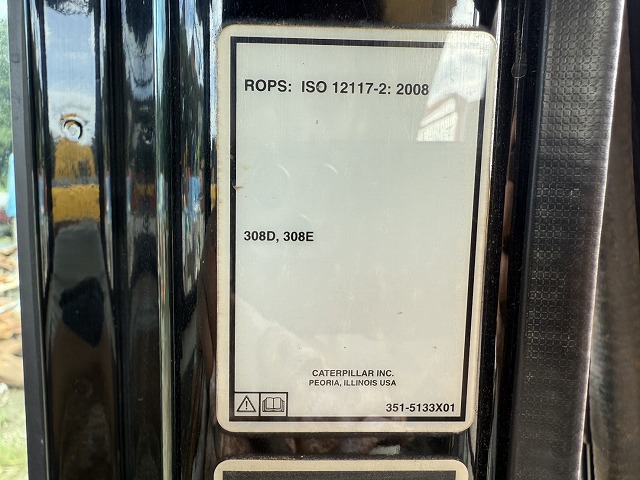 ROPS: ISO 12117-2: 2008
308D, 308E
CATERPILLAR INC.
PEORIA, ILLINOIS USA
351-5133X01